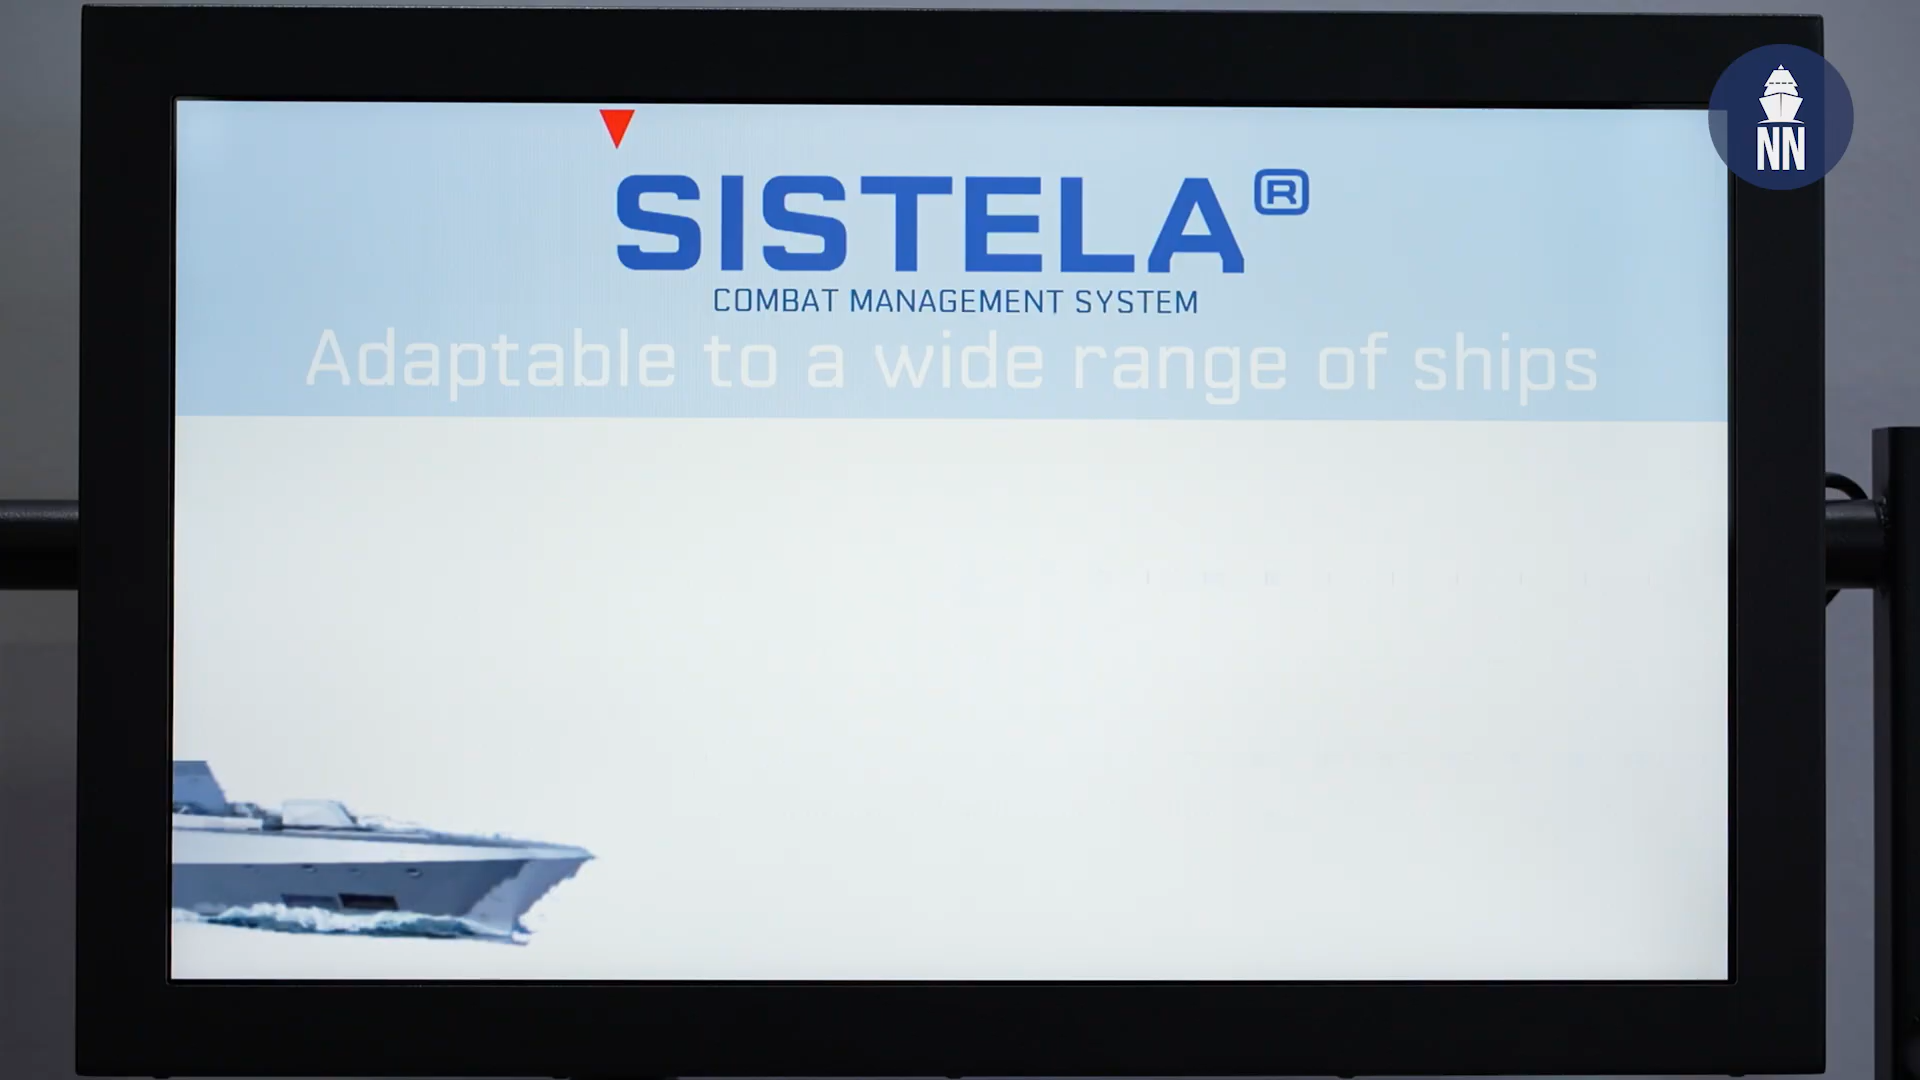 SISTELA®
COMBAT MANAGEMENT SYSTEM
Adaptable to a wide range of ships
NN